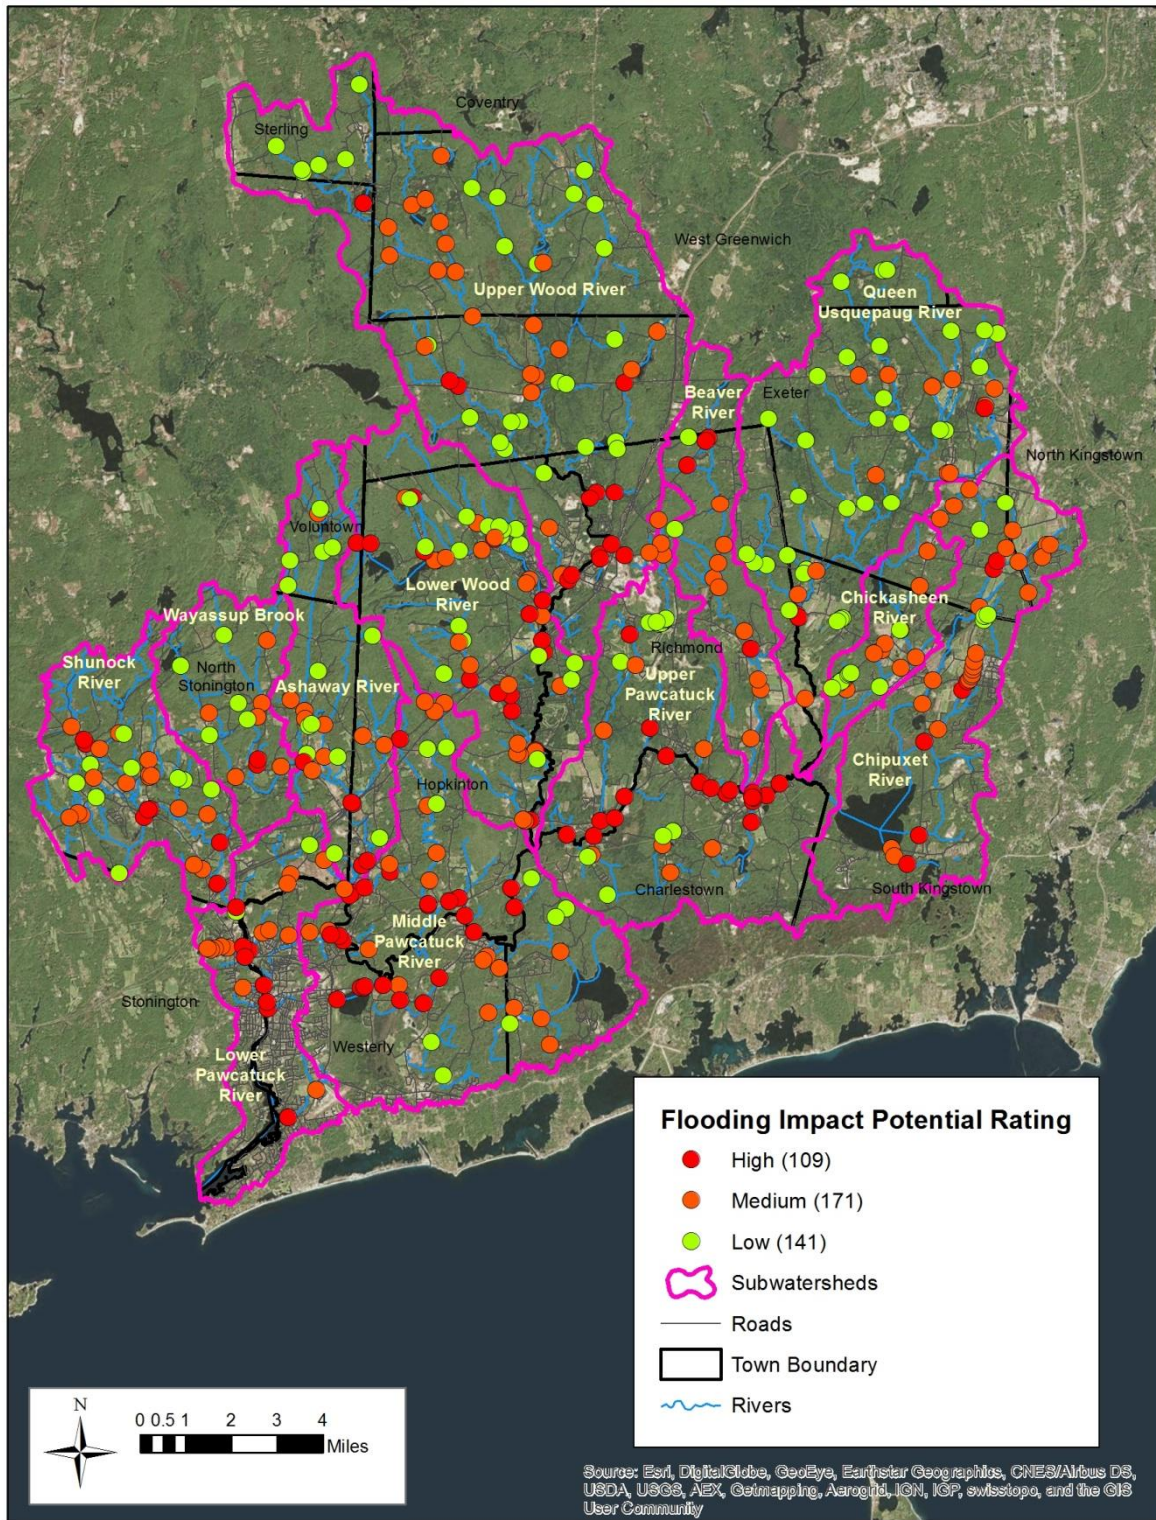 Coventry
Sterling
West Greenwich
Upper Wood River
Queen
Usquepaug River
Beaver
River
Exeter
North Kingstown
Voluntown
Lower Wood
River
Chickasheen
River
Wayassup Brook
Shunock
River
North
Stonington
Ashaway River
Richmond
Upper
Pawcatuck
River
Chipuxet
River
Hopkinton
Charlestown
South Kingstown
Middle
Pawcatuck
River
Stonington
Westerly
Lower
Pawcatuck
River
Flooding Impact Potential Rating
High (109)
Medium (171)
Low (141)
Subwatersheds
Roads
Town Boundary
Rivers
N
0 0.5 1 2 3 4
Miles
Source: Esri, DigitalGlobe, GeoEye, Earthstar Geographics, CNES/Airbus DS,
USDA, USGS, AEX, Getmapping, Aerogrid, IGN, IGP, swisstopo, and the GIS
User Community